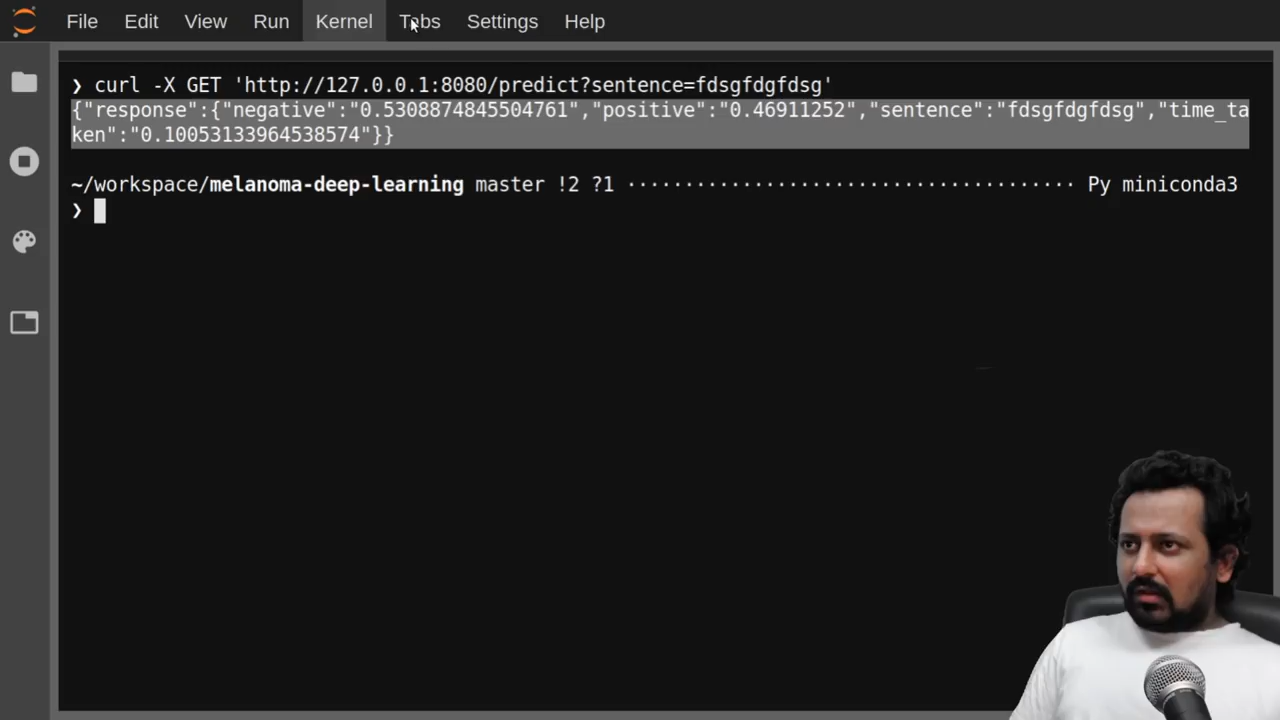 File Edit View Run Kernel Tabs Settings Help
❯ curl -X GET 'http://127.0.0.1:8080/predict?sentence=fdsgfdgfdsg'
{"response":{"negative":"0.5308874845504761","positive":"0.46911252","sentence":"fdsgfdgfdsg","time_ta
ken":"0.10053133964538574"}}
~/workspace/melanoma-deep-learning master !2 ?1 ······································ Py miniconda3
❯